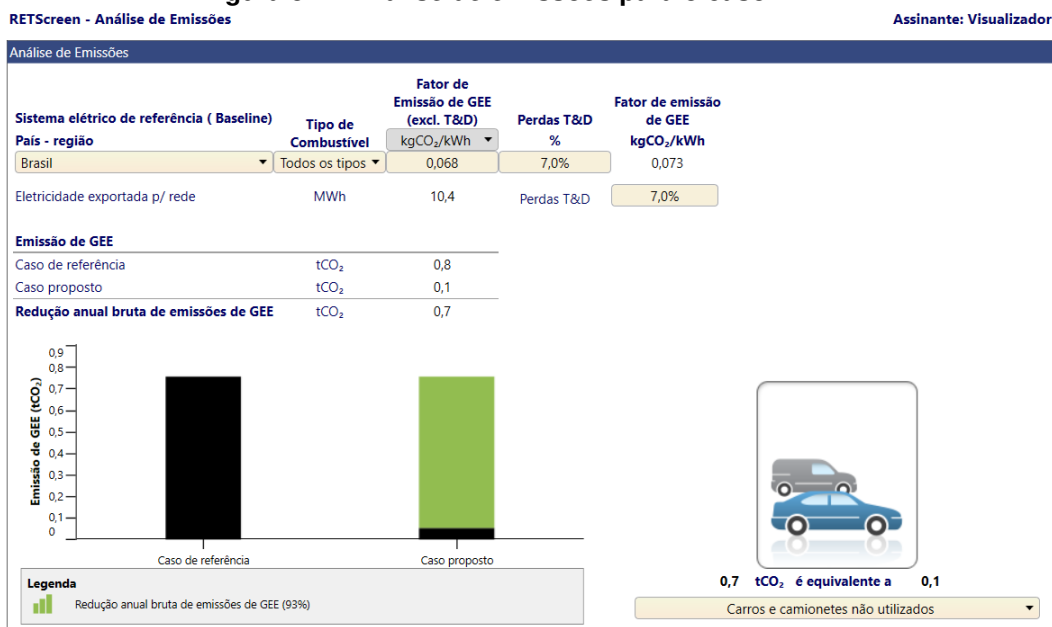 RETScreen - Análise de Emissões
Assinante: Visualizador
Análise de Emissões
Sistema elétrico de referência ( Baseline)
País - região
Tipo de
Combustível
Fator de
Emissão de GEE
(excl. T&D)
kgCO₂/kWh
Perdas T&D
%
Fator de emissão
de GEE
kgCO₂/kWh
Brasil Todos os tipos 0,068 7,0% 0,073
Eletricidade exportada p/ rede MWh 10,4 Perdas T&D 7,0%
Emissão de GEE
Caso de referência tCO₂ 0,8
Caso proposto tCO₂ 0,1
Redução anual bruta de emissões de GEE tCO₂ 0,7
Emissão de GEE (tCO₂)
0,9
0,8
0,7
0,6
0,5
0,4
0,3
0,2
0,1
0
Caso de referência Caso proposto
Legenda
Redução anual bruta de emissões de GEE (93%)
0,7 tCO₂ é equivalente a 0,1
Carros e camionetes não utilizados